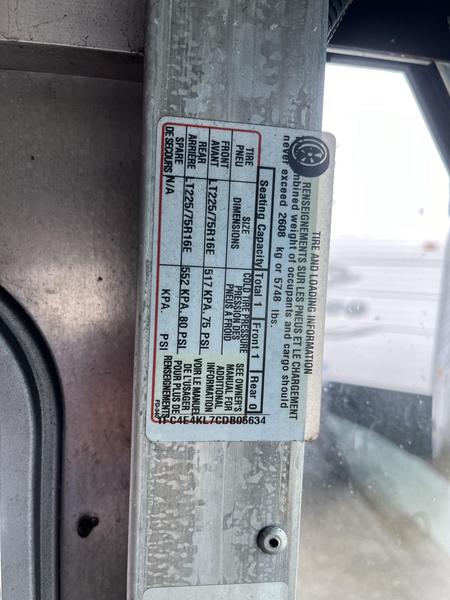 TIRE AND LOADING INFORMATION
RENSEIGNEMENTS SUR LES PNEUS ET LE CHARGEMENT
combined weight of occupants and cargo should
never exceed 2608 kg or 5748 lbs.
Seating Capacity Total 1 Front 1 Rear 0
TIRE
PNEU
SIZE
DIMENSIONS
COLD TIRE PRESSURE
PRESSION DES
PNEUS A FROID
FRONT
AVANT
LT225/75R16E
517 KPA, 75 PSI
REAR
ARRIÈRE
LT225/75R16E
552 KPA, 80 PSI
SPARE
DE SECOURS
N/A
KPA, PSI
SEE OWNER'S
MANUAL FOR
ADDITIONAL
INFORMATION
VOIR LE MANUEL
DE L'USAGER
POUR PLUS DE
RENSEIGNEMENTS
1FC4E4KL7CDB05634